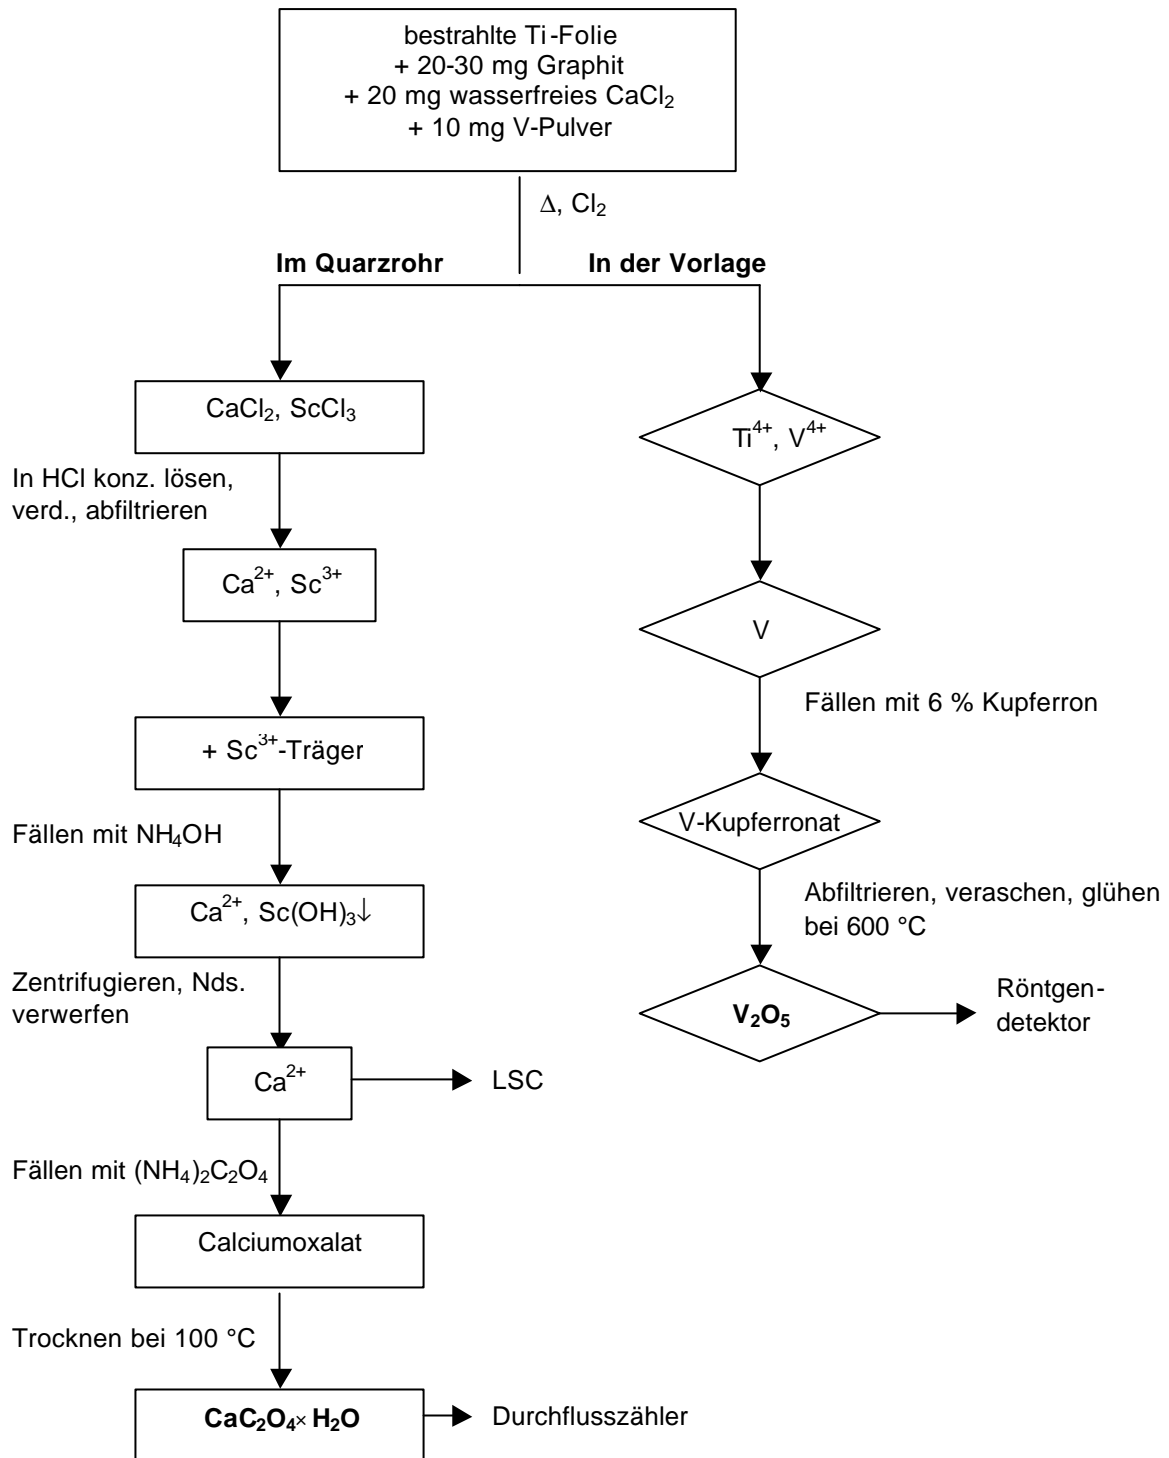 bestrahlte Ti-Folie
+ 20-30 mg Graphit
+ 20 mg wasserfreies CaCl₂
+ 10 mg V-Pulver
Δ, Cl₂
Im Quarzrohr
In der Vorlage
CaCl₂, ScCl₃
In HCl konz. lösen,
verd., abfiltrieren
Ca²⁺, Sc³⁺
+ Sc³⁺-Träger
Fällen mit NH₄OH
Ca²⁺, Sc(OH)₃↓
Zentrifugieren, Nds.
verwerfen
Ca²⁺
LSC
Fällen mit (NH₄)₂C₂O₄
Calciumoxalat
Trocknen bei 100 °C
CaC₂O₄× H₂O
Durchflusszähler
Ti⁴⁺, V⁴⁺
V
Fällen mit 6 % Kupferron
V-Kupferronat
Abfiltrieren, veraschen, glühen
bei 600 °C
V₂O₅
Röntgen-
detektor